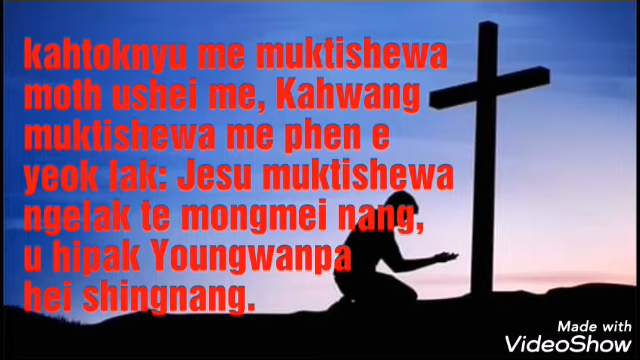 kahtoknyu me muktishewa
moth ushei me, Kahwang
muktishewa me phen e
yeok lak: Jesu muktishewa
ngelak te mongmei nang,
u hipak Youngwanpa
hei shingnang.
Made with
VideoShow